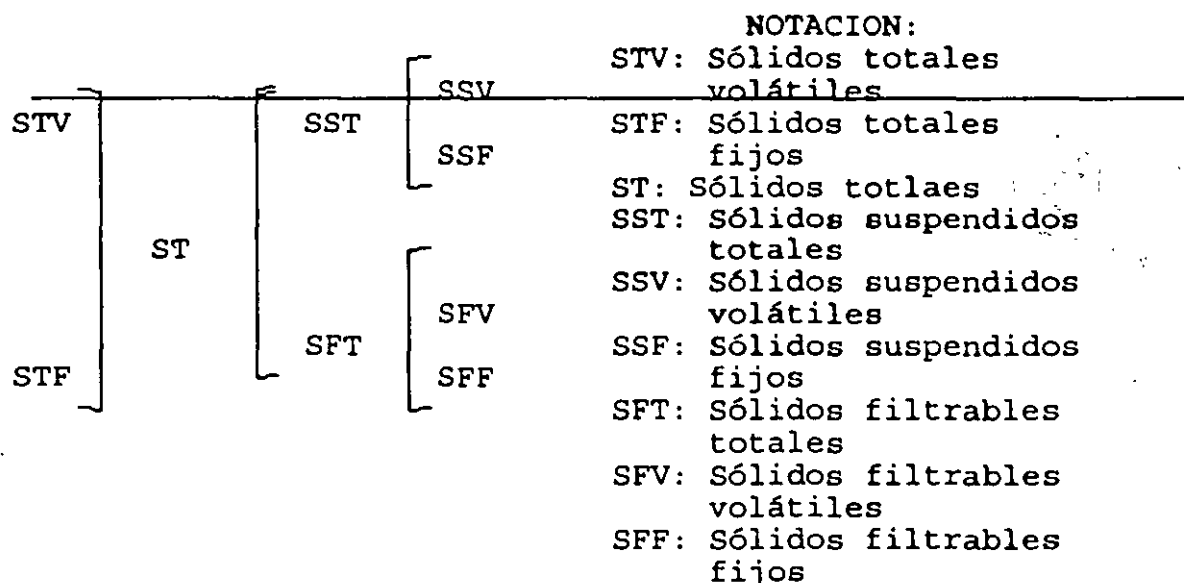 NOTACION:
STV: Sólidos totales
volátiles
STF: Sólidos totales
fijos
ST: Sólidos totlaes
SST: Sólidos suspendidos
totales
SSV: Sólidos suspendidos
volátiles
SSF: Sólidos suspendidos
fijos
SFT: Sólidos filtrables
totales
SFV: Sólidos filtrables
volátiles
SFF: Sólidos filtrables
fijos
STV
STF
ST
SST
SFT
SSV
SSF
SFV
SFF